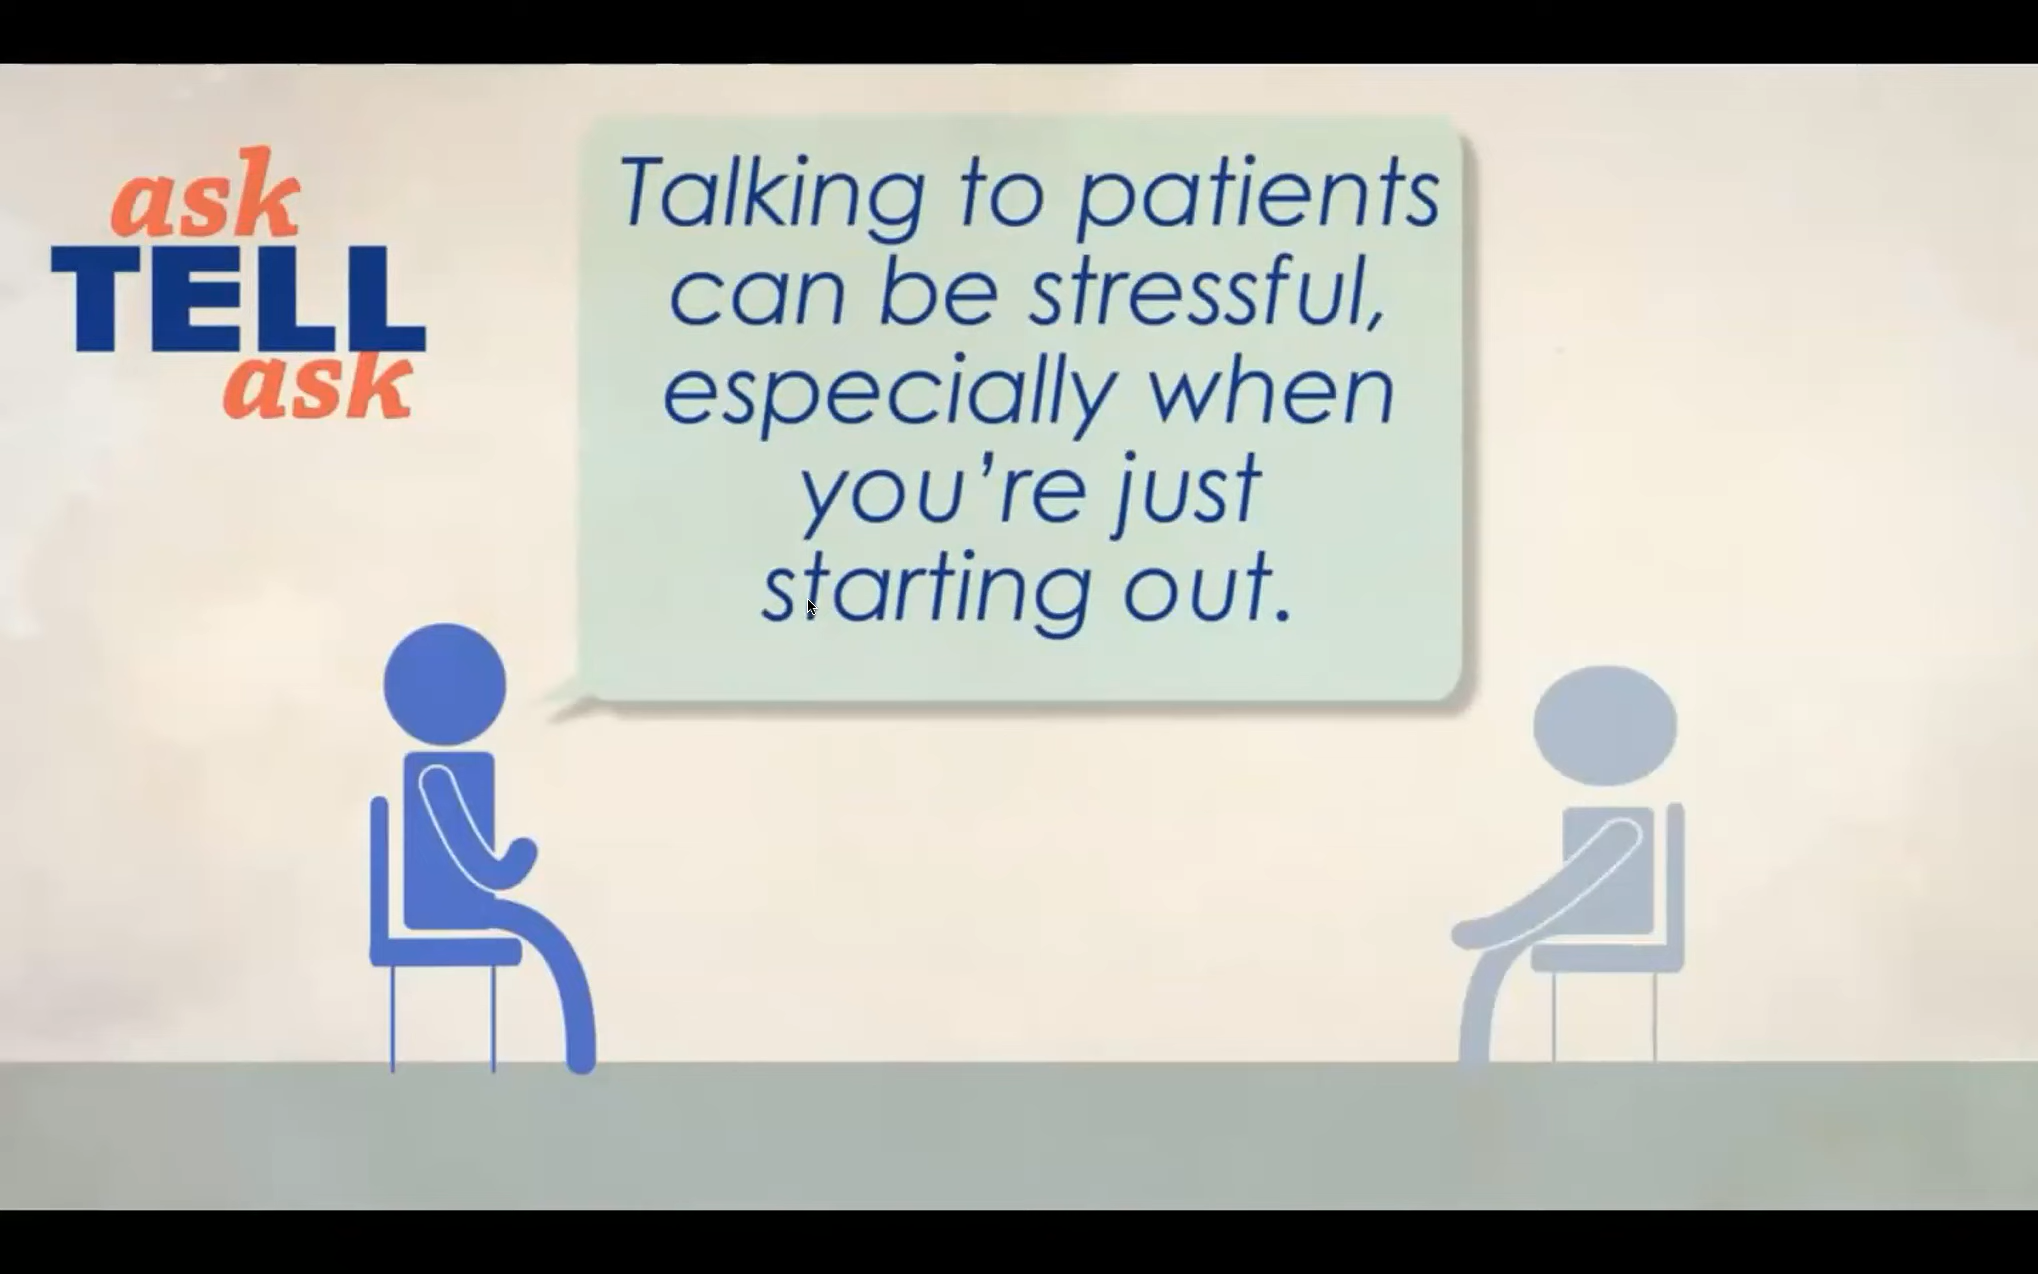 ask
TELL
ask
Talking to patients
can be stressful,
especially when
you're just
starting out.